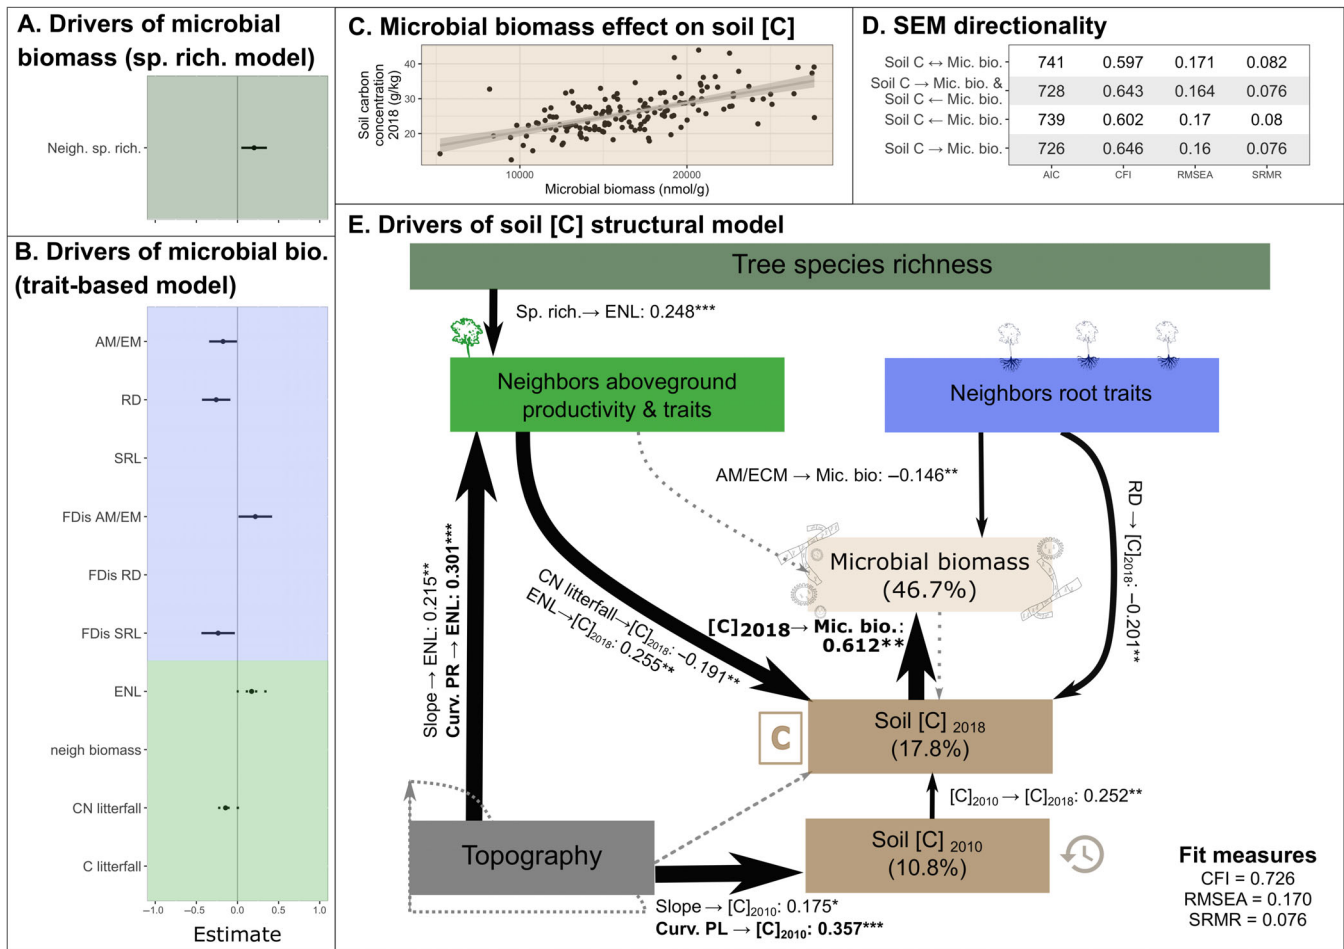 A. Drivers of microbial
biomass (sp. rich. model)
Neigh. sp. rich.
B. Drivers of microbial bio.
(trait-based model)
AM/EM
RD
SRL
FDis AM/EM
FDis RD
FDis SRL
ENL
neigh biomass
CN litterfall
C litterfall
−1.0 −0.5 0.0 0.5 1.0
Estimate
C. Microbial biomass effect on soil [C]
Soil carbon
concentration
2018 (g/kg)
40
30
20
10000 20000
Microbial biomass (nmol/g)
D. SEM directionality
Soil C ↔ Mic. bio. 741 0.597 0.171 0.082
Soil C → Mic. bio. &
Soil C ← Mic. bio. 728 0.643 0.164 0.076
Soil C ← Mic. bio. 739 0.602 0.17 0.08
Soil C → Mic. bio. 726 0.646 0.16 0.076
AIC CFI RMSEA SRMR
E. Drivers of soil [C] structural model
Tree species richness
Sp. rich.→ ENL: 0.248***
Neighbors aboveground
productivity & traits
Neighbors root traits
AM/ECM → Mic. bio: −0.146**
RD → [C]2018: −0.201**
Microbial biomass
(46.7%)
Slope → ENL: 0.215**
Curv. PR → ENL: 0.301***
CN litterfall→[C]2018: −0.191**
ENL→[C]2018: 0.255**
[C]2018→ Mic. bio.:
0.612**
C
Soil [C] 2018
(17.8%)
[C]2010 → [C]2018: 0.252**
Topography
Soil [C] 2010
(10.8%)
Slope → [C]2010: 0.175*
Curv. PL → [C]2010: 0.357***
Fit measures
CFI = 0.726
RMSEA = 0.170
SRMR = 0.076